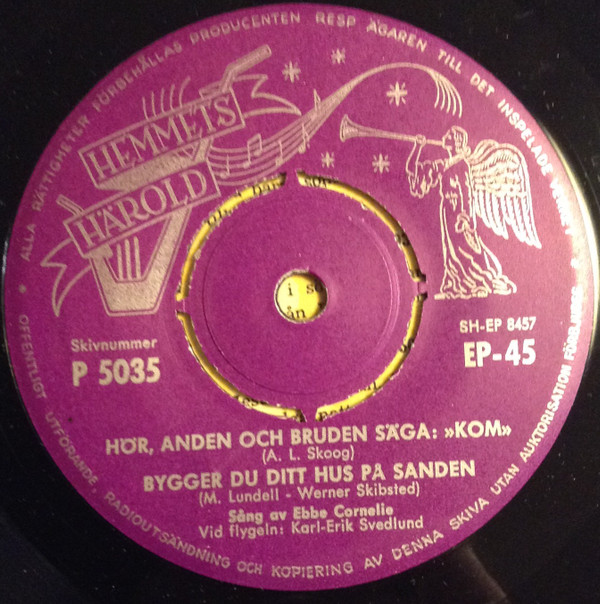 ALLA RÄTTIGHETER FÖRBEHÅLLAS PRODUCENTEN RESP ÄGAREN TILL DET INSPELADE VERKET
HEMMETS
HÄROLD
Skivnummer
P 5035
SH-EP 8457
EP-45
HÖR, ANDEN OCH BRUDEN SÄGA: »KOM»
(A. L. Skoog)
BYGGER DU DITT HUS PÅ SANDEN
(M. Lundell - Werner Skibsted)
Sång av Ebbe Cornelie
Vid flygeln: Karl-Erik Svedlund
OFFENTLIGT UTFÖRANDE, RADIOUTSÄNDNING OCH KOPIERING AV DENNA SKIVA UTAN AUKTORISATION FÖRBJUDES